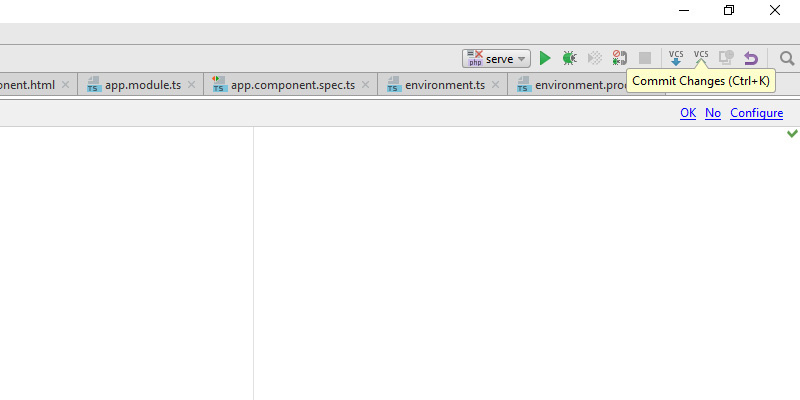 php serve VCS VCS
onent.html TS app.module.ts TS app.component.spec.ts TS environment.ts TS environment.pro
Commit Changes (Ctrl+K)
OK No Configure